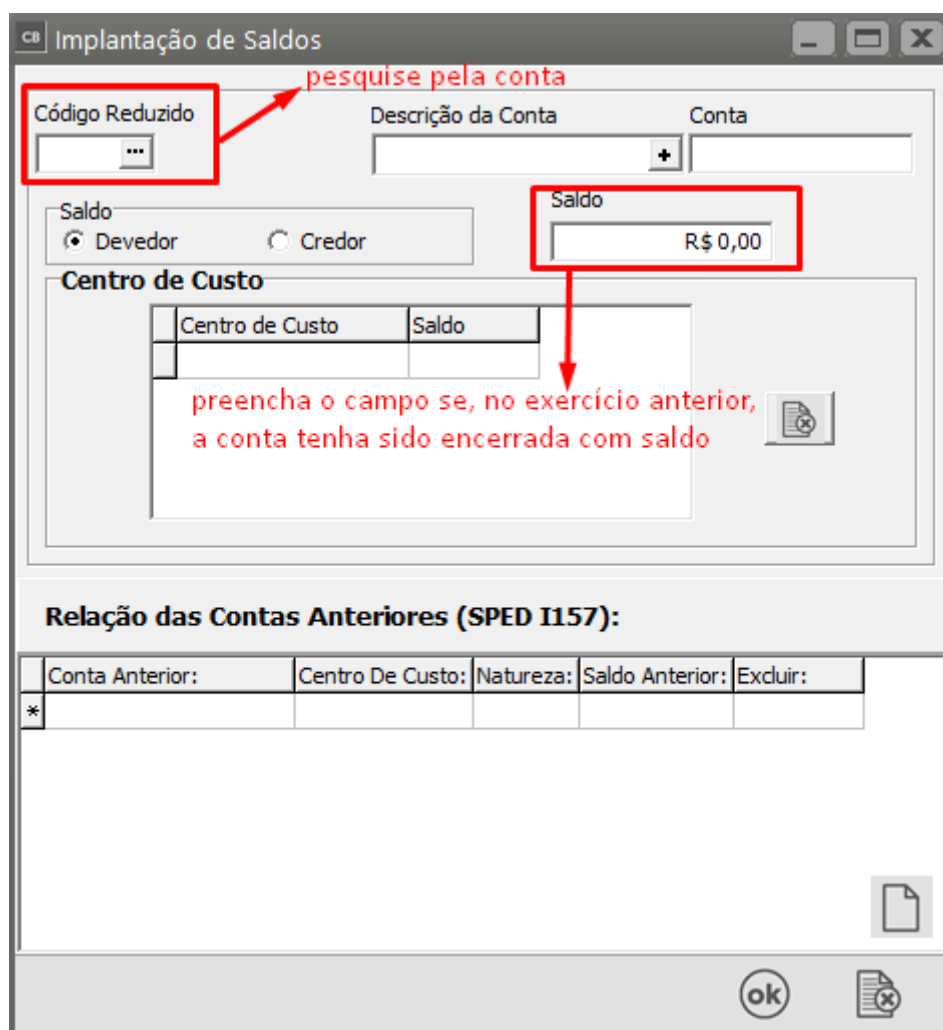 CB Implantação de Saldos
pesquise pela conta
Código Reduzido Descrição da Conta Conta
... +
Saldo Saldo
Devedor Credor R$ 0,00
Centro de Custo
Centro de Custo Saldo
preencha o campo se, no exercício anterior,
a conta tenha sido encerrada com saldo
Relação das Contas Anteriores (SPED I157):
Conta Anterior: Centro De Custo: Natureza: Saldo Anterior: Excluir:
*
ok